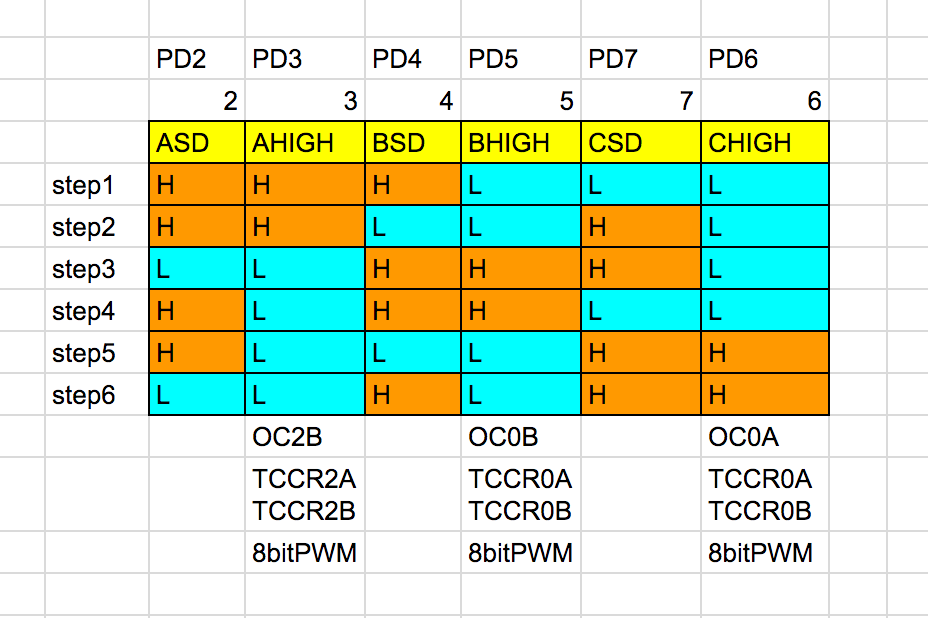 PD2 PD3 PD4 PD5 PD7 PD6
2 3 4 5 7 6
ASD AHIGH BSD BHIGH CSD CHIGH
step1 H H H L L L
step2 H H L L H L
step3 L L H H H L
step4 H L H H L L
step5 H L L L H H
step6 L L H L H H
OC2B OC0B OC0A
TCCR2A TCCR0A TCCR0A
TCCR2B TCCR0B TCCR0B
8bitPWM 8bitPWM 8bitPWM